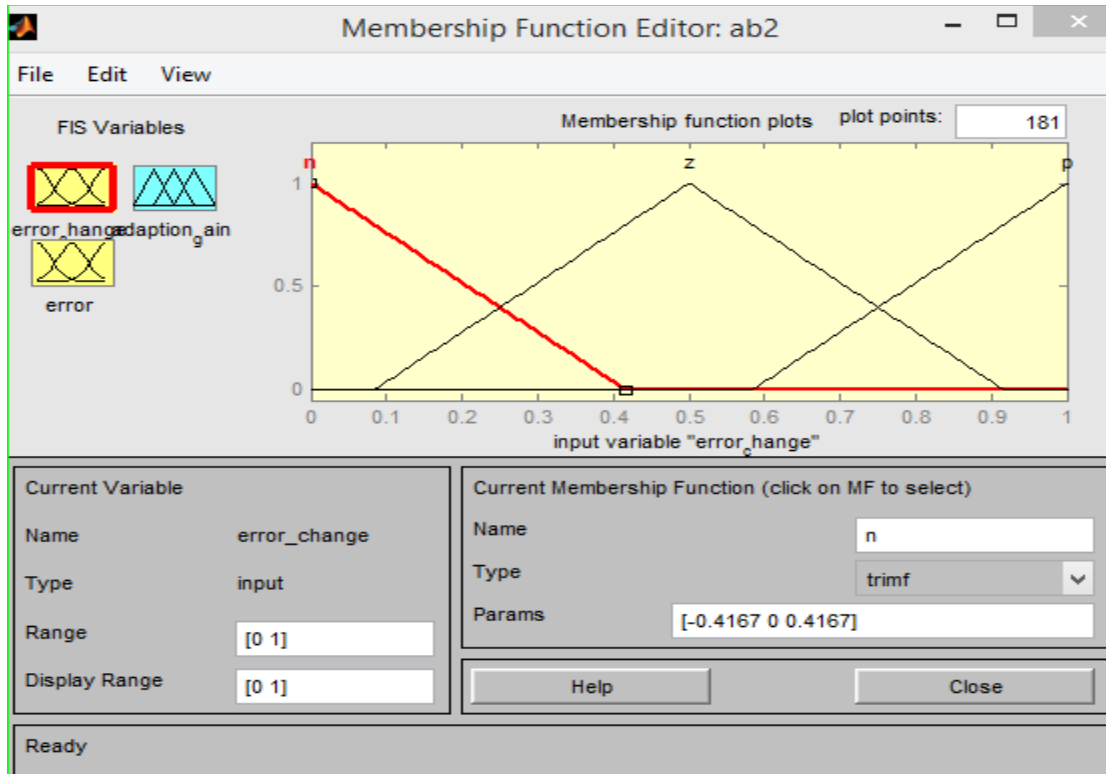 Membership Function Editor: ab2
File Edit View
FIS Variables
Membership function plots plot points: 181
error_change
adaption_gain
error
n z p
1
0.5
0
0 0.1 0.2 0.3 0.4 0.5 0.6 0.7 0.8 0.9 1
input variable "error_change"
Current Variable
Name error_change
Type input
Range [0 1]
Display Range [0 1]
Current Membership Function (click on MF to select)
Name n
Type trimf
Params [-0.4167 0 0.4167]
Help Close
Ready